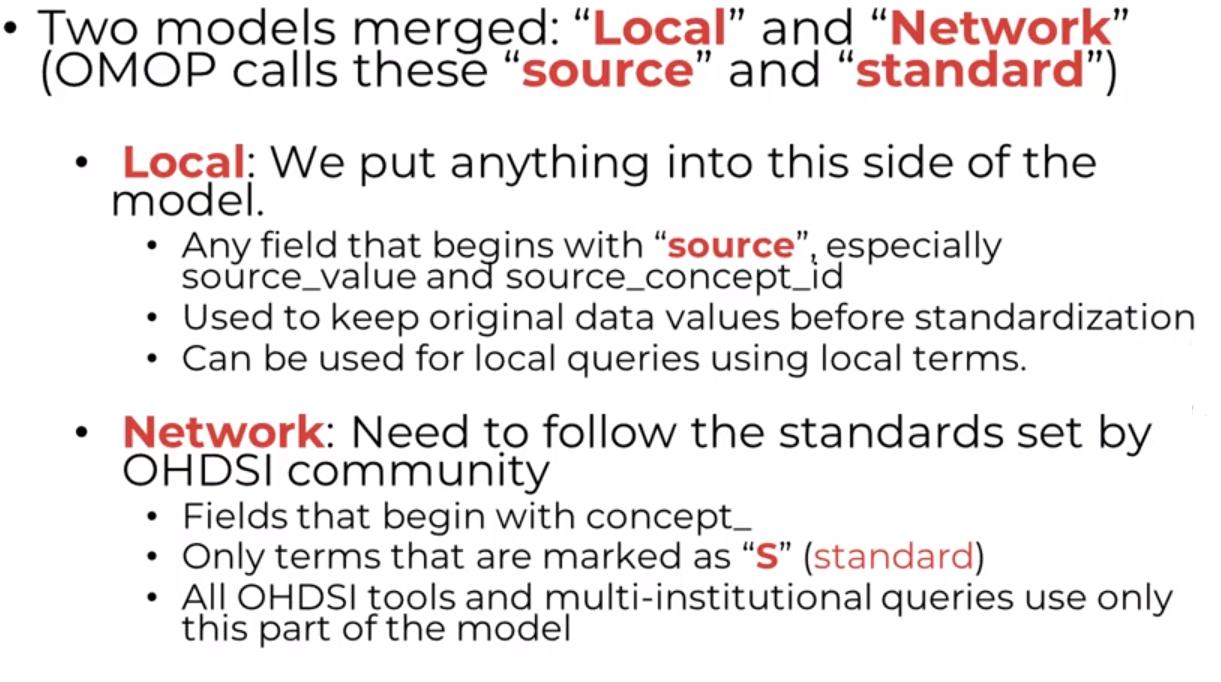 • Two models merged: “Local” and “Network”
(OMOP calls these “source” and “standard”)
• Local: We put anything into this side of the
model.
• Any field that begins with “source”, especially
source_value and source_concept_id
• Used to keep original data values before standardization
• Can be used for local queries using local terms.
• Network: Need to follow the standards set by
OHDSI community
• Fields that begin with concept_
• Only terms that are marked as “S” (standard)
• All OHDSI tools and multi-institutional queries use only
this part of the model